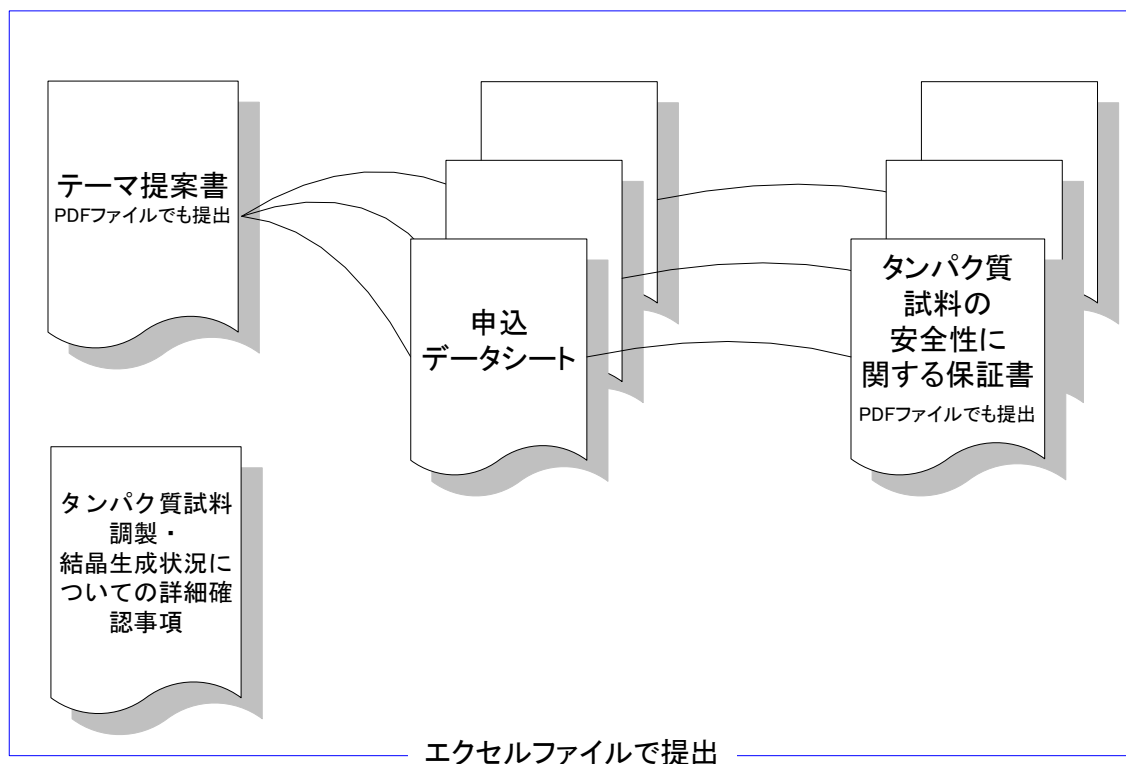 テーマ提案書
PDFファイルでも提出
申込
データシート
タンパク質
試料の
安全性に
関する保証書
PDFファイルでも提出
タンパク質試料
調製・
結晶生成状況に
ついての詳細確
認事項
エクセルファイルで提出